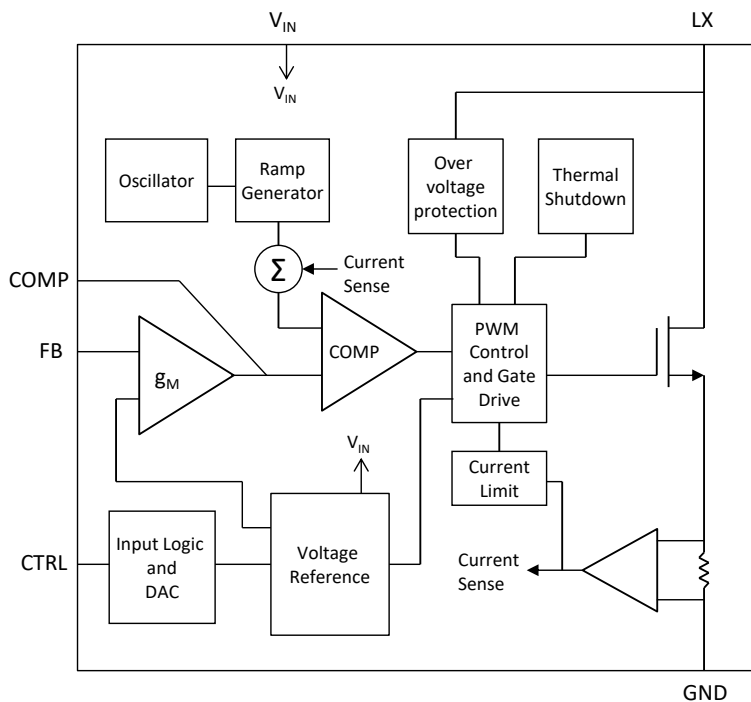 V_IN
LX
V_IN
Oscillator
Ramp
Generator
Over
voltage
protection
Thermal
Shutdown
Σ
Current
Sense
COMP
FB
g_M
COMP
PWM
Control
and Gate
Drive
V_IN
Current
Limit
CTRL
Input Logic
and
DAC
Voltage
Reference
Current
Sense
GND